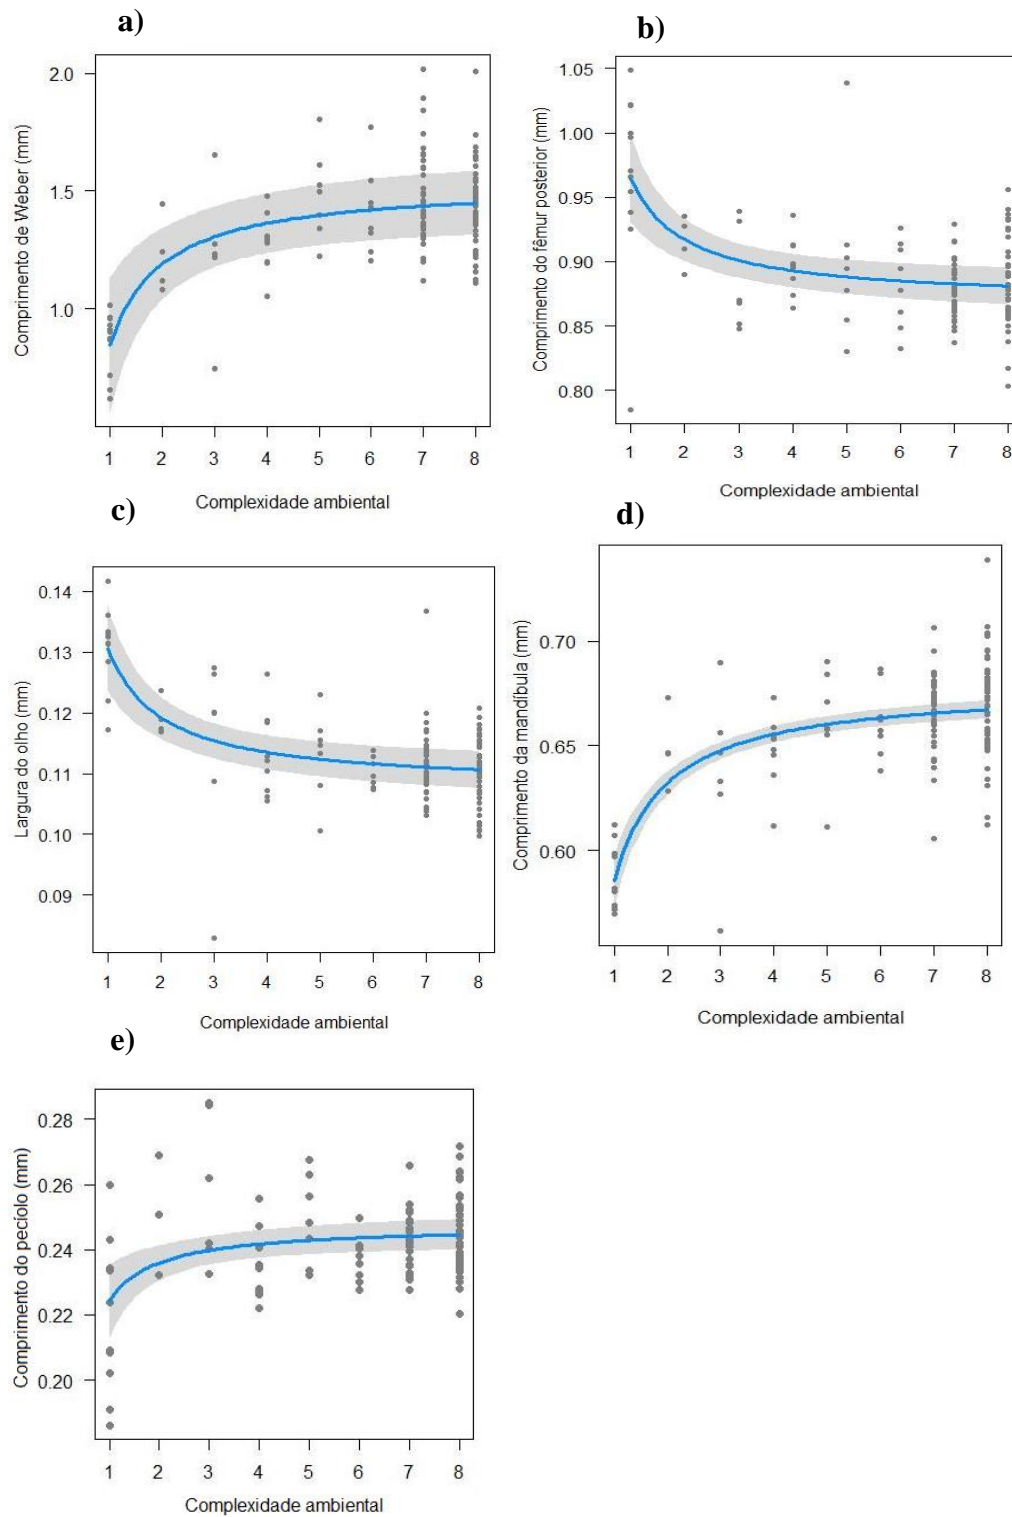 a)
2.0
1.5
1.0
Comprimento de Weber (mm)
1 2 3 4 5 6 7 8
Complexidade ambiental
b)
1.05
1.00
0.95
0.90
0.85
0.80
Comprimento do fêmur posterior (mm)
1 2 3 4 5 6 7 8
Complexidade ambiental
c)
0.14
0.13
0.12
0.11
0.10
0.09
Largura do olho (mm)
1 2 3 4 5 6 7 8
Complexidade ambiental
d)
0.70
0.65
0.60
Comprimento da mandíbula (mm)
1 2 3 4 5 6 7 8
Complexidade ambiental
e)
0.28
0.26
0.24
0.22
0.20
Comprimento do pecíolo (mm)
1 2 3 4 5 6 7 8
Complexidade ambiental